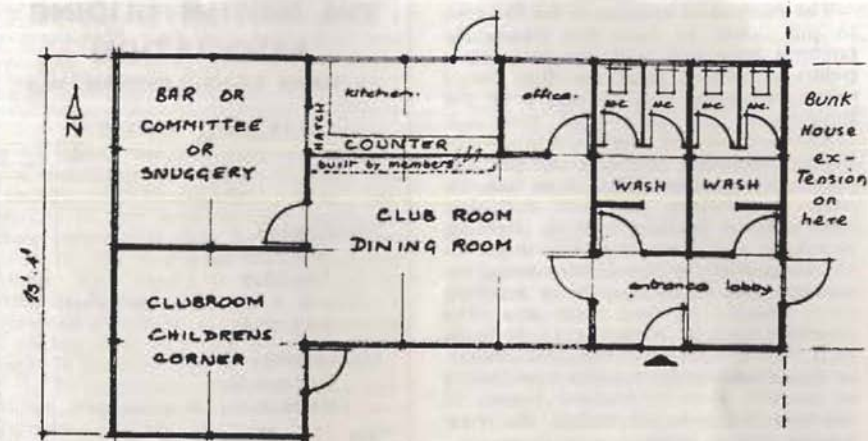 BAR OR
COMMITTEE
OR
SNUGGERY
kitchen.
HATCH
COUNTER
built by members
office.
WC
WC
WC
WC.
WASH
WASH
Bunk
House
ex-
Tension
on
here
CLUB ROOM
DINING ROOM
entrance lobby
CLUBROOM
CHILDRENS
CORNER
N